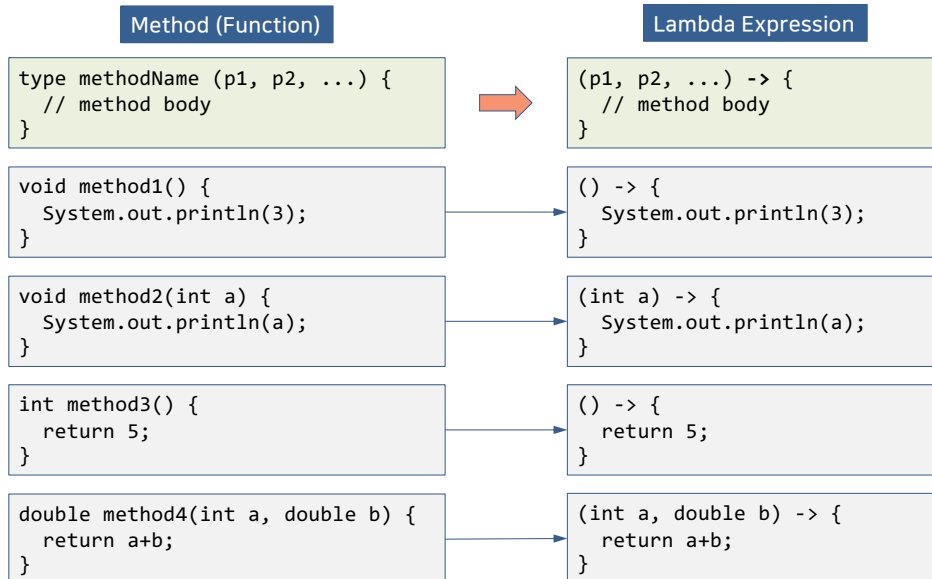 Method (Function)
Lambda Expression
type methodName (p1, p2, ...) {
  // method body
}
(p1, p2, ...) -> {
  // method body
}
void method1() {
  System.out.println(3);
}
() -> {
  System.out.println(3);
}
void method2(int a) {
  System.out.println(a);
}
(int a) -> {
  System.out.println(a);
}
int method3() {
  return 5;
}
() -> {
  return 5;
}
double method4(int a, double b) {
  return a+b;
}
(int a, double b) -> {
  return a+b;
}